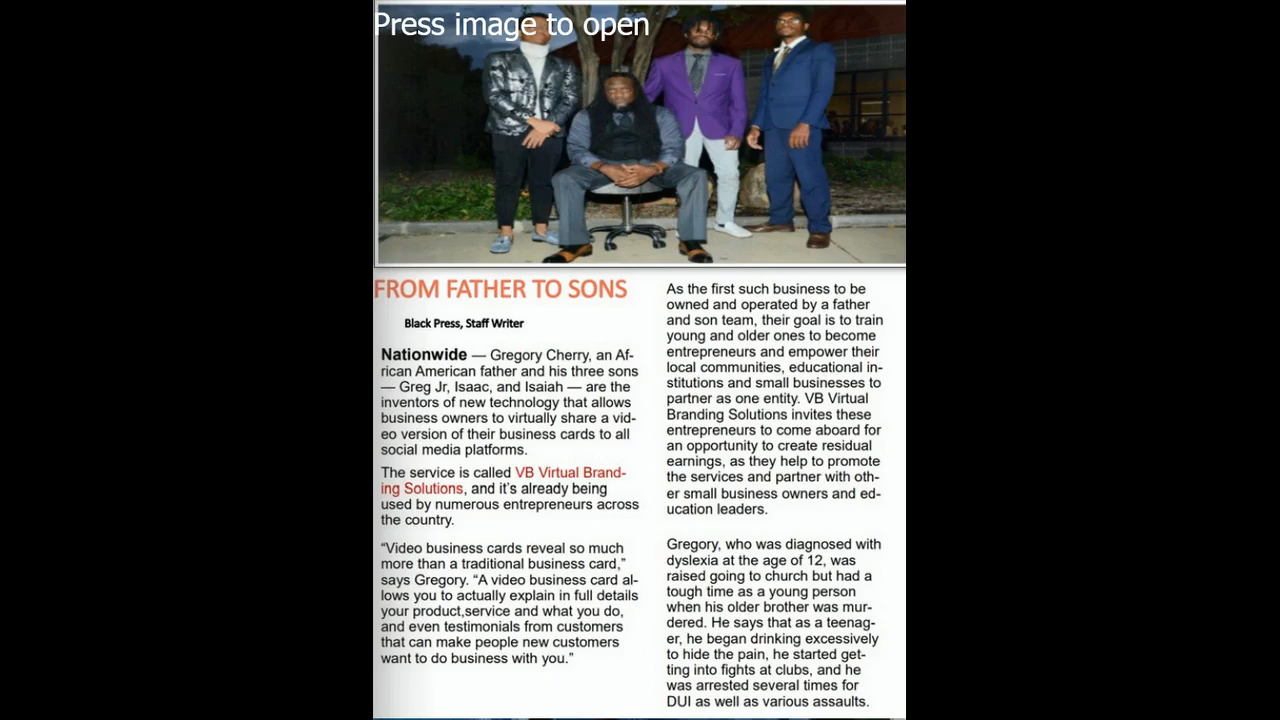 Press image to open
FROM FATHER TO SONS
Black Press, Staff Writer
Nationwide — Gregory Cherry, an Af-
rican American father and his three sons
— Greg Jr, Isaac, and Isaiah — are the
inventors of new technology that allows
business owners to virtually share a vid-
eo version of their business cards to all
social media platforms.
The service is called VB Virtual Brand-
ing Solutions, and it's already being
used by numerous entrepreneurs across
the country.
“Video business cards reveal so much
more than a traditional business card,”
says Gregory. “A video business card al-
lows you to actually explain in full details
your product,service and what you do,
and even testimonials from customers
that can make people new customers
want to do business with you.”
As the first such business to be
owned and operated by a father
and son team, their goal is to train
young and older ones to become
entrepreneurs and empower their
local communities, educational in-
stitutions and small businesses to
partner as one entity. VB Virtual
Branding Solutions invites these
entrepreneurs to come aboard for
an opportunity to create residual
earnings, as they help to promote
the services and partner with oth-
er small business owners and ed-
ucation leaders.
Gregory, who was diagnosed with
dyslexia at the age of 12, was
raised going to church but had a
tough time as a young person
when his older brother was mur-
dered. He says that as a teenag-
er, he began drinking excessively
to hide the pain, he started get-
ting into fights at clubs, and he
was arrested several times for
DUI as well as various assaults.